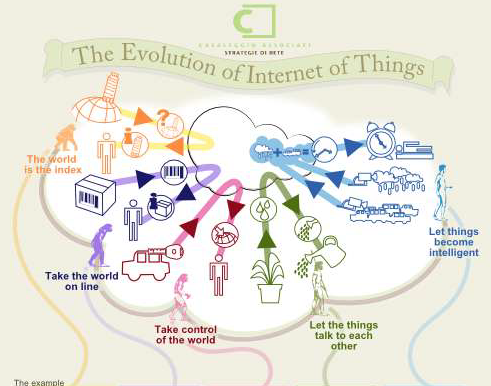 CASALEGGIO ASSOCIATI
STRATEGIE DI RETE
The Evolution of Internet of Things
?
The world
is the index
+
=
Let things
become
intelligent
Take the world
on line
Take control
of the world
Let the things
talk to each
other
The example